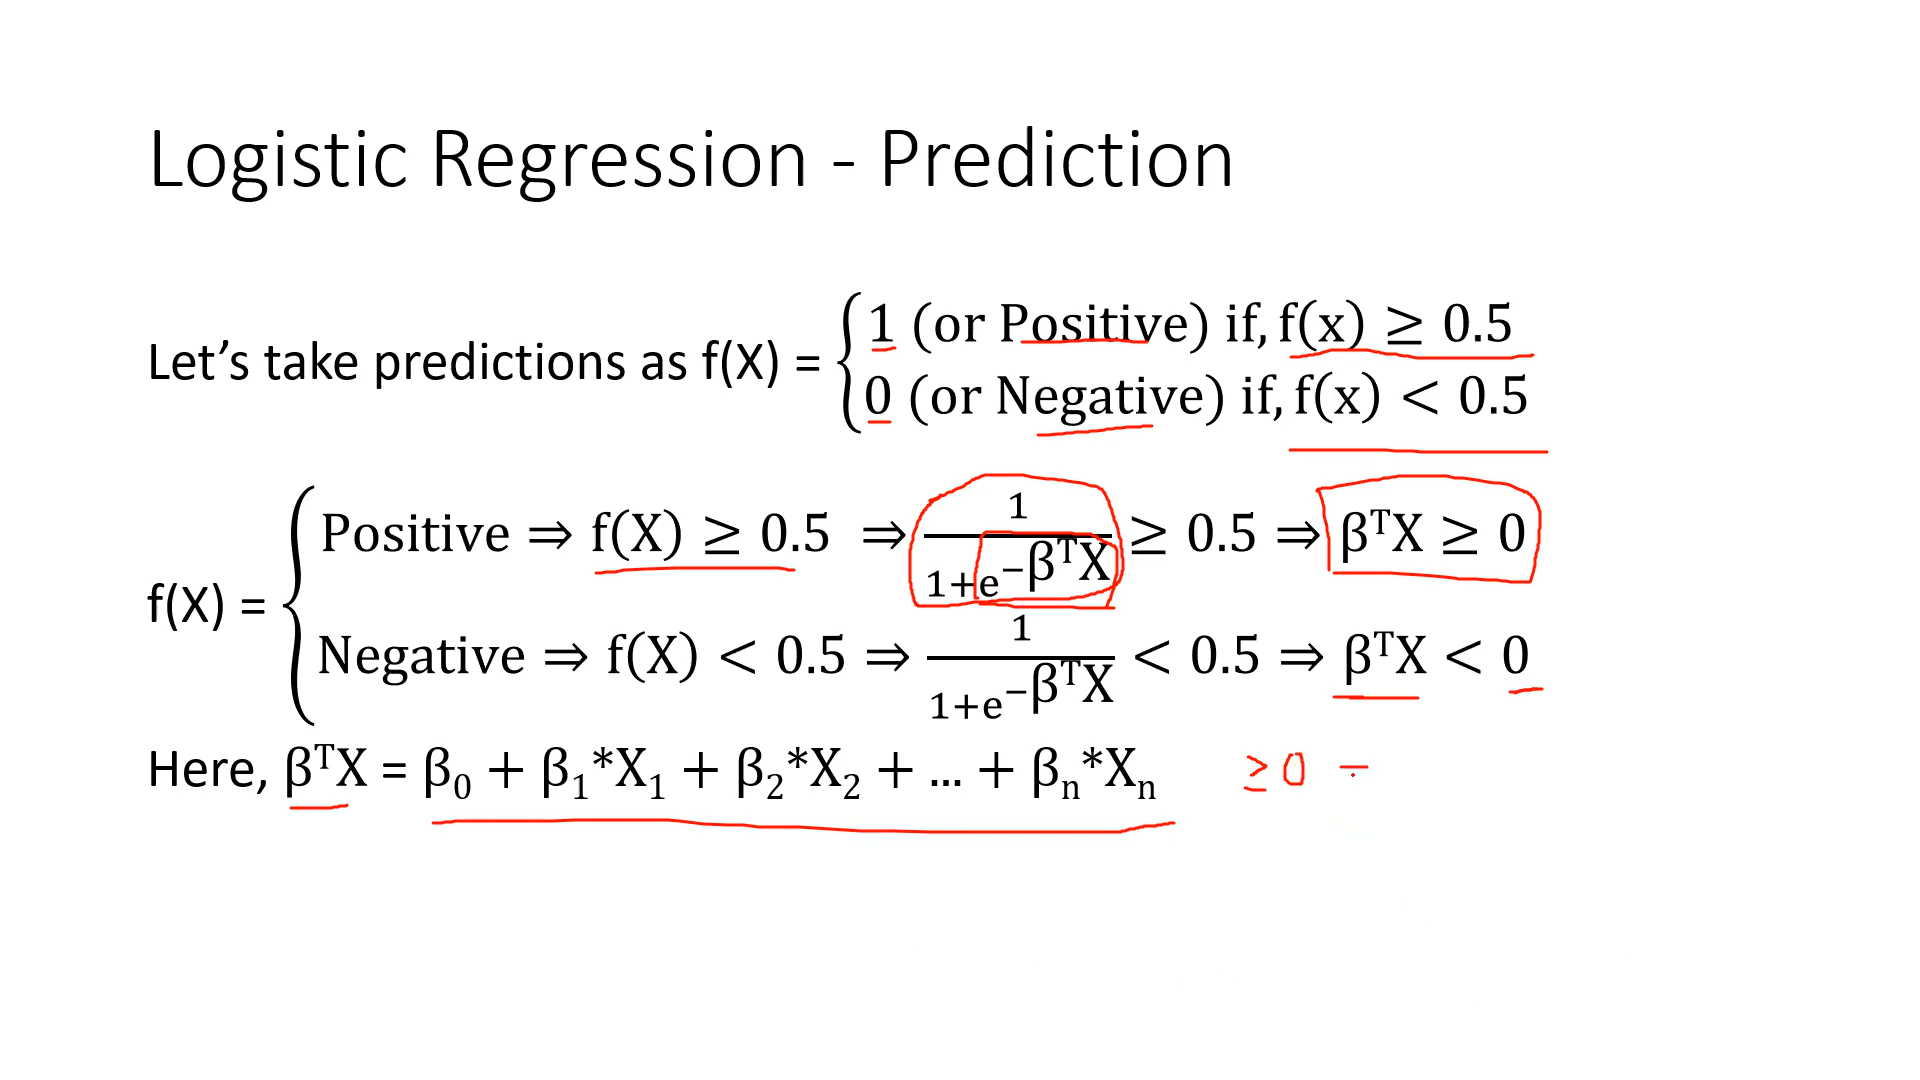 Logistic Regression - Prediction
Let’s take predictions as f(X) = { 1 (or Positive) if, f(x) ≥ 0.5
0 (or Negative) if, f(x) < 0.5
f(X) = { Positive ⇒ f(X) ≥ 0.5 ⇒ 1/(1+e^−β^TX) ≥ 0.5 ⇒ β^TX ≥ 0
Negative ⇒ f(X) < 0.5 ⇒ 1/(1+e^−β^TX) < 0.5 ⇒ β^TX < 0
Here, β^TX = β₀ + β₁*X₁ + β₂*X₂ + ... + βₙ*Xₙ ≥ 0 –